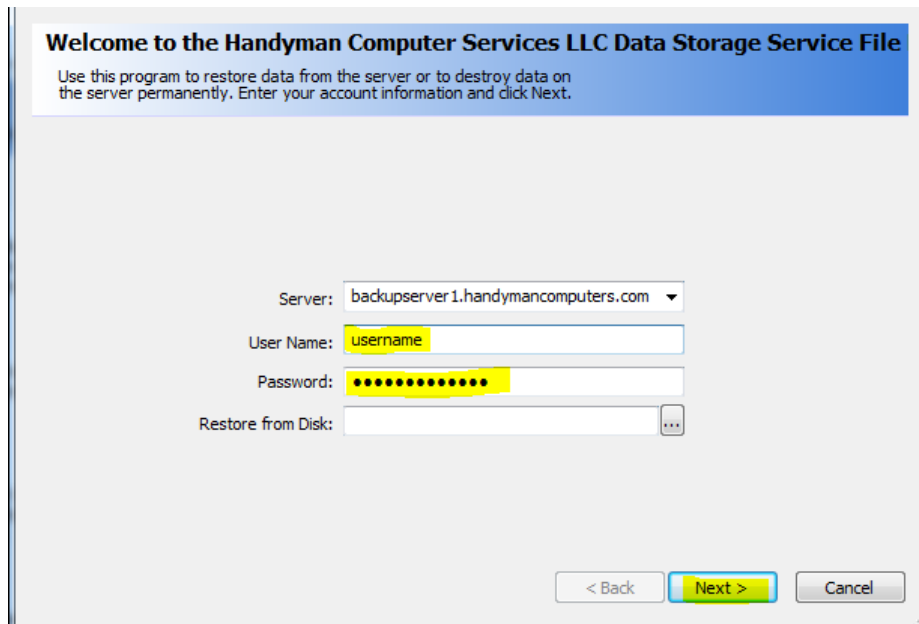 Welcome to the Handyman Computer Services LLC Data Storage Service File
Use this program to restore data from the server or to destroy data on
the server permanently. Enter your account information and click Next.
Server: backupserver1.handymancomputers.com
User Name: username
Password: •••••••••••••
Restore from Disk: ...
< Back Next > Cancel